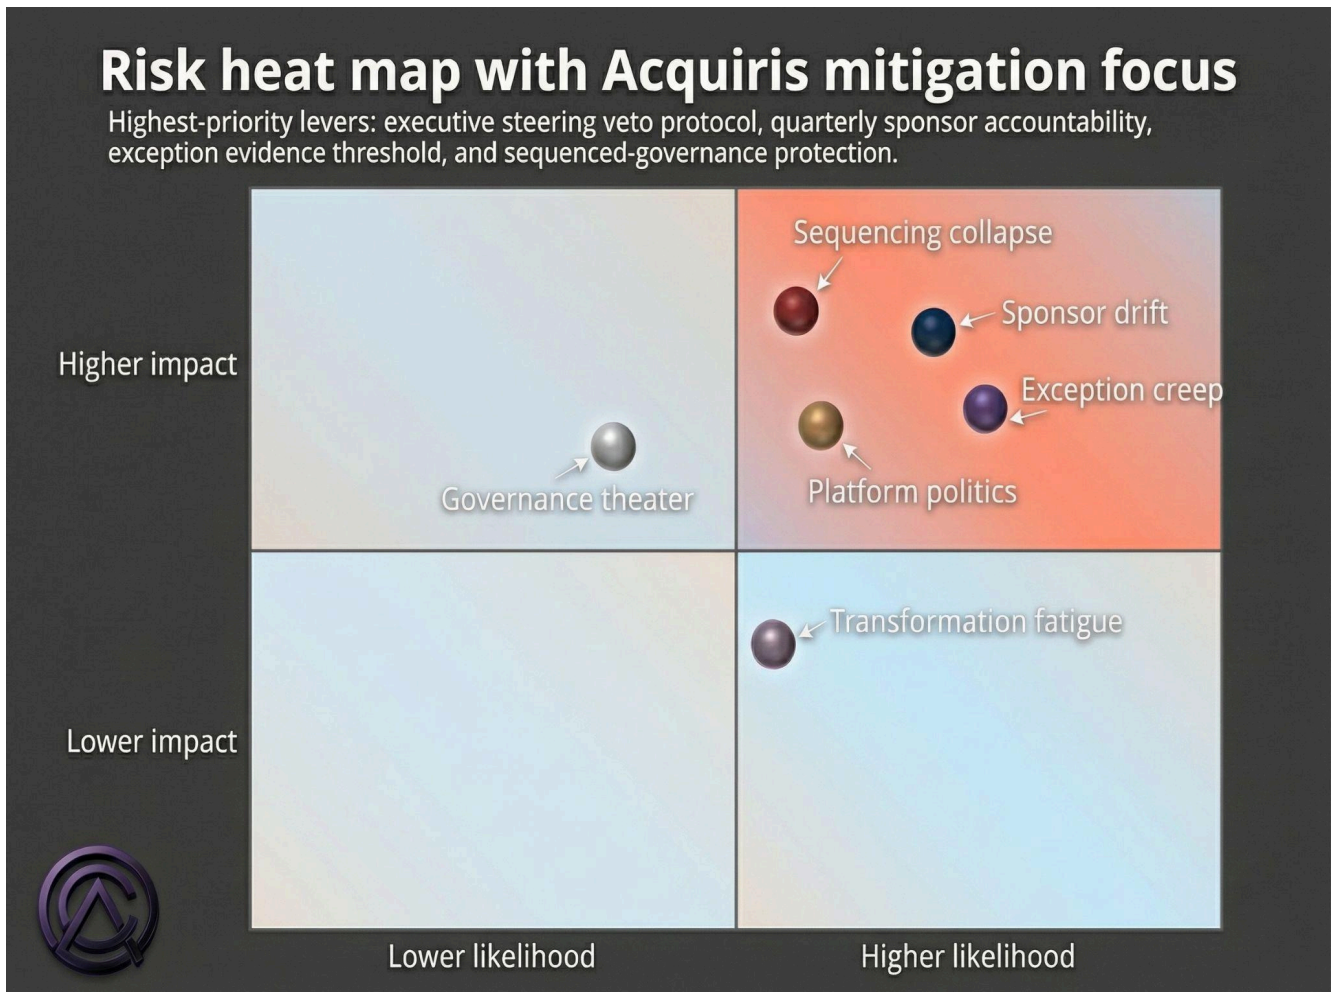 Risk heat map with Acquiris mitigation focus
Highest-priority levers: executive steering veto protocol, quarterly sponsor accountability,
exception evidence threshold, and sequenced-governance protection.
Sequencing collapse
Sponsor drift
Higher impact
Exception creep
Governance theater
Platform politics
Transformation fatigue
Lower impact
Lower likelihood
Higher likelihood